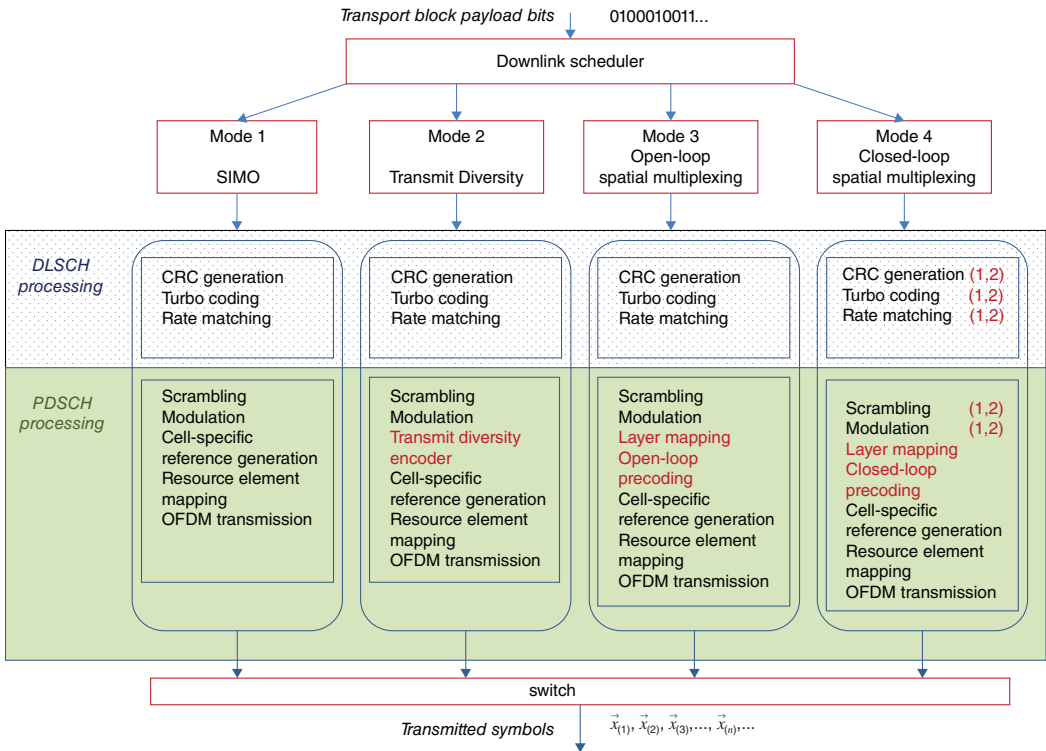 Transport block payload bits 0100010011...
Downlink scheduler
Mode 1
SIMO
Mode 2
Transmit Diversity
Mode 3
Open-loop
spatial multiplexing
Mode 4
Closed-loop
spatial multiplexing
DLSCH
processing
CRC generation
Turbo coding
Rate matching
CRC generation
Turbo coding
Rate matching
CRC generation
Turbo coding
Rate matching
CRC generation (1,2)
Turbo coding (1,2)
Rate matching (1,2)
PDSCH
processing
Scrambling
Modulation
Cell-specific
reference generation
Resource element
mapping
OFDM transmission
Scrambling
Modulation
Transmit diversity
encoder
Cell-specific
reference generation
Resource element
mapping
OFDM transmission
Scrambling
Modulation
Layer mapping
Open-loop
precoding
Cell-specific
reference generation
Resource element
mapping
OFDM transmission
Scrambling (1,2)
Modulation (1,2)
Layer mapping
Closed-loop
precoding
Cell-specific
reference generation
Resource element
mapping
OFDM transmission
switch
Transmitted symbols $\vec{x}_{(1)}, \vec{x}_{(2)}, \vec{x}_{(3)},..., \vec{x}_{(n)},...$